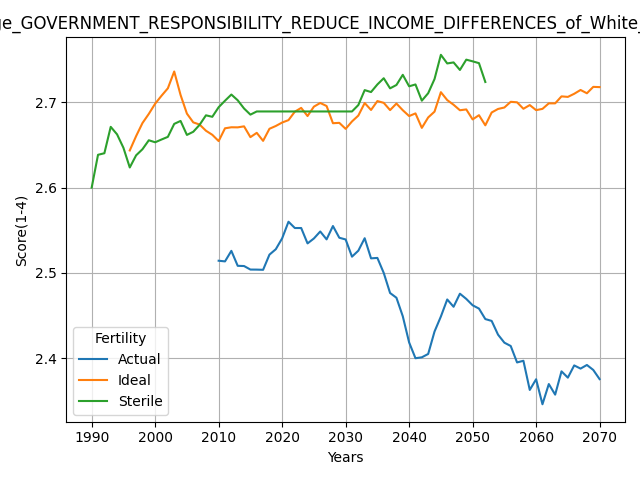 ge_GOVERNMENT_RESPONSIBILITY_REDUCE_INCOME_DIFFERENCES_of_White_
Score(1-4)
2.7
2.6
2.5
2.4
Fertility
Actual
Ideal
Sterile
1990 2000 2010 2020 2030 2040 2050 2060 2070
Years